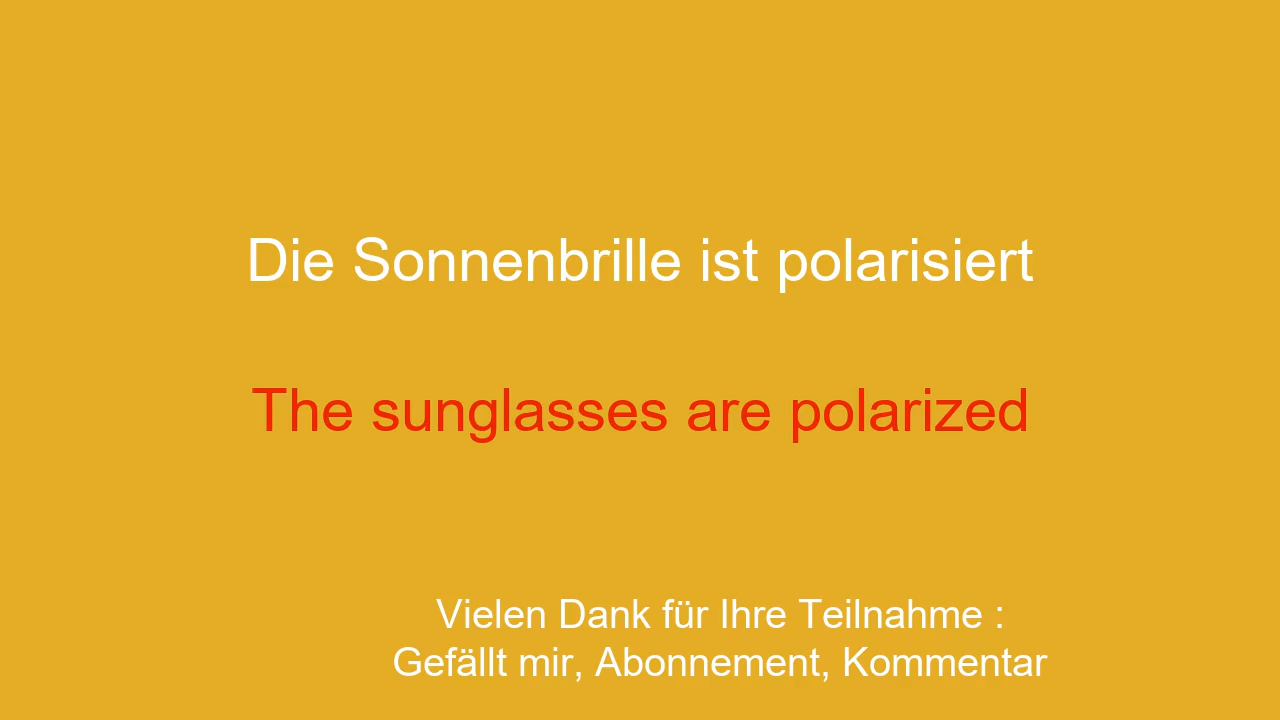 Die Sonnenbrille ist polarisiert
The sunglasses are polarized
Vielen Dank für Ihre Teilnahme :
Gefällt mir, Abonnement, Kommentar